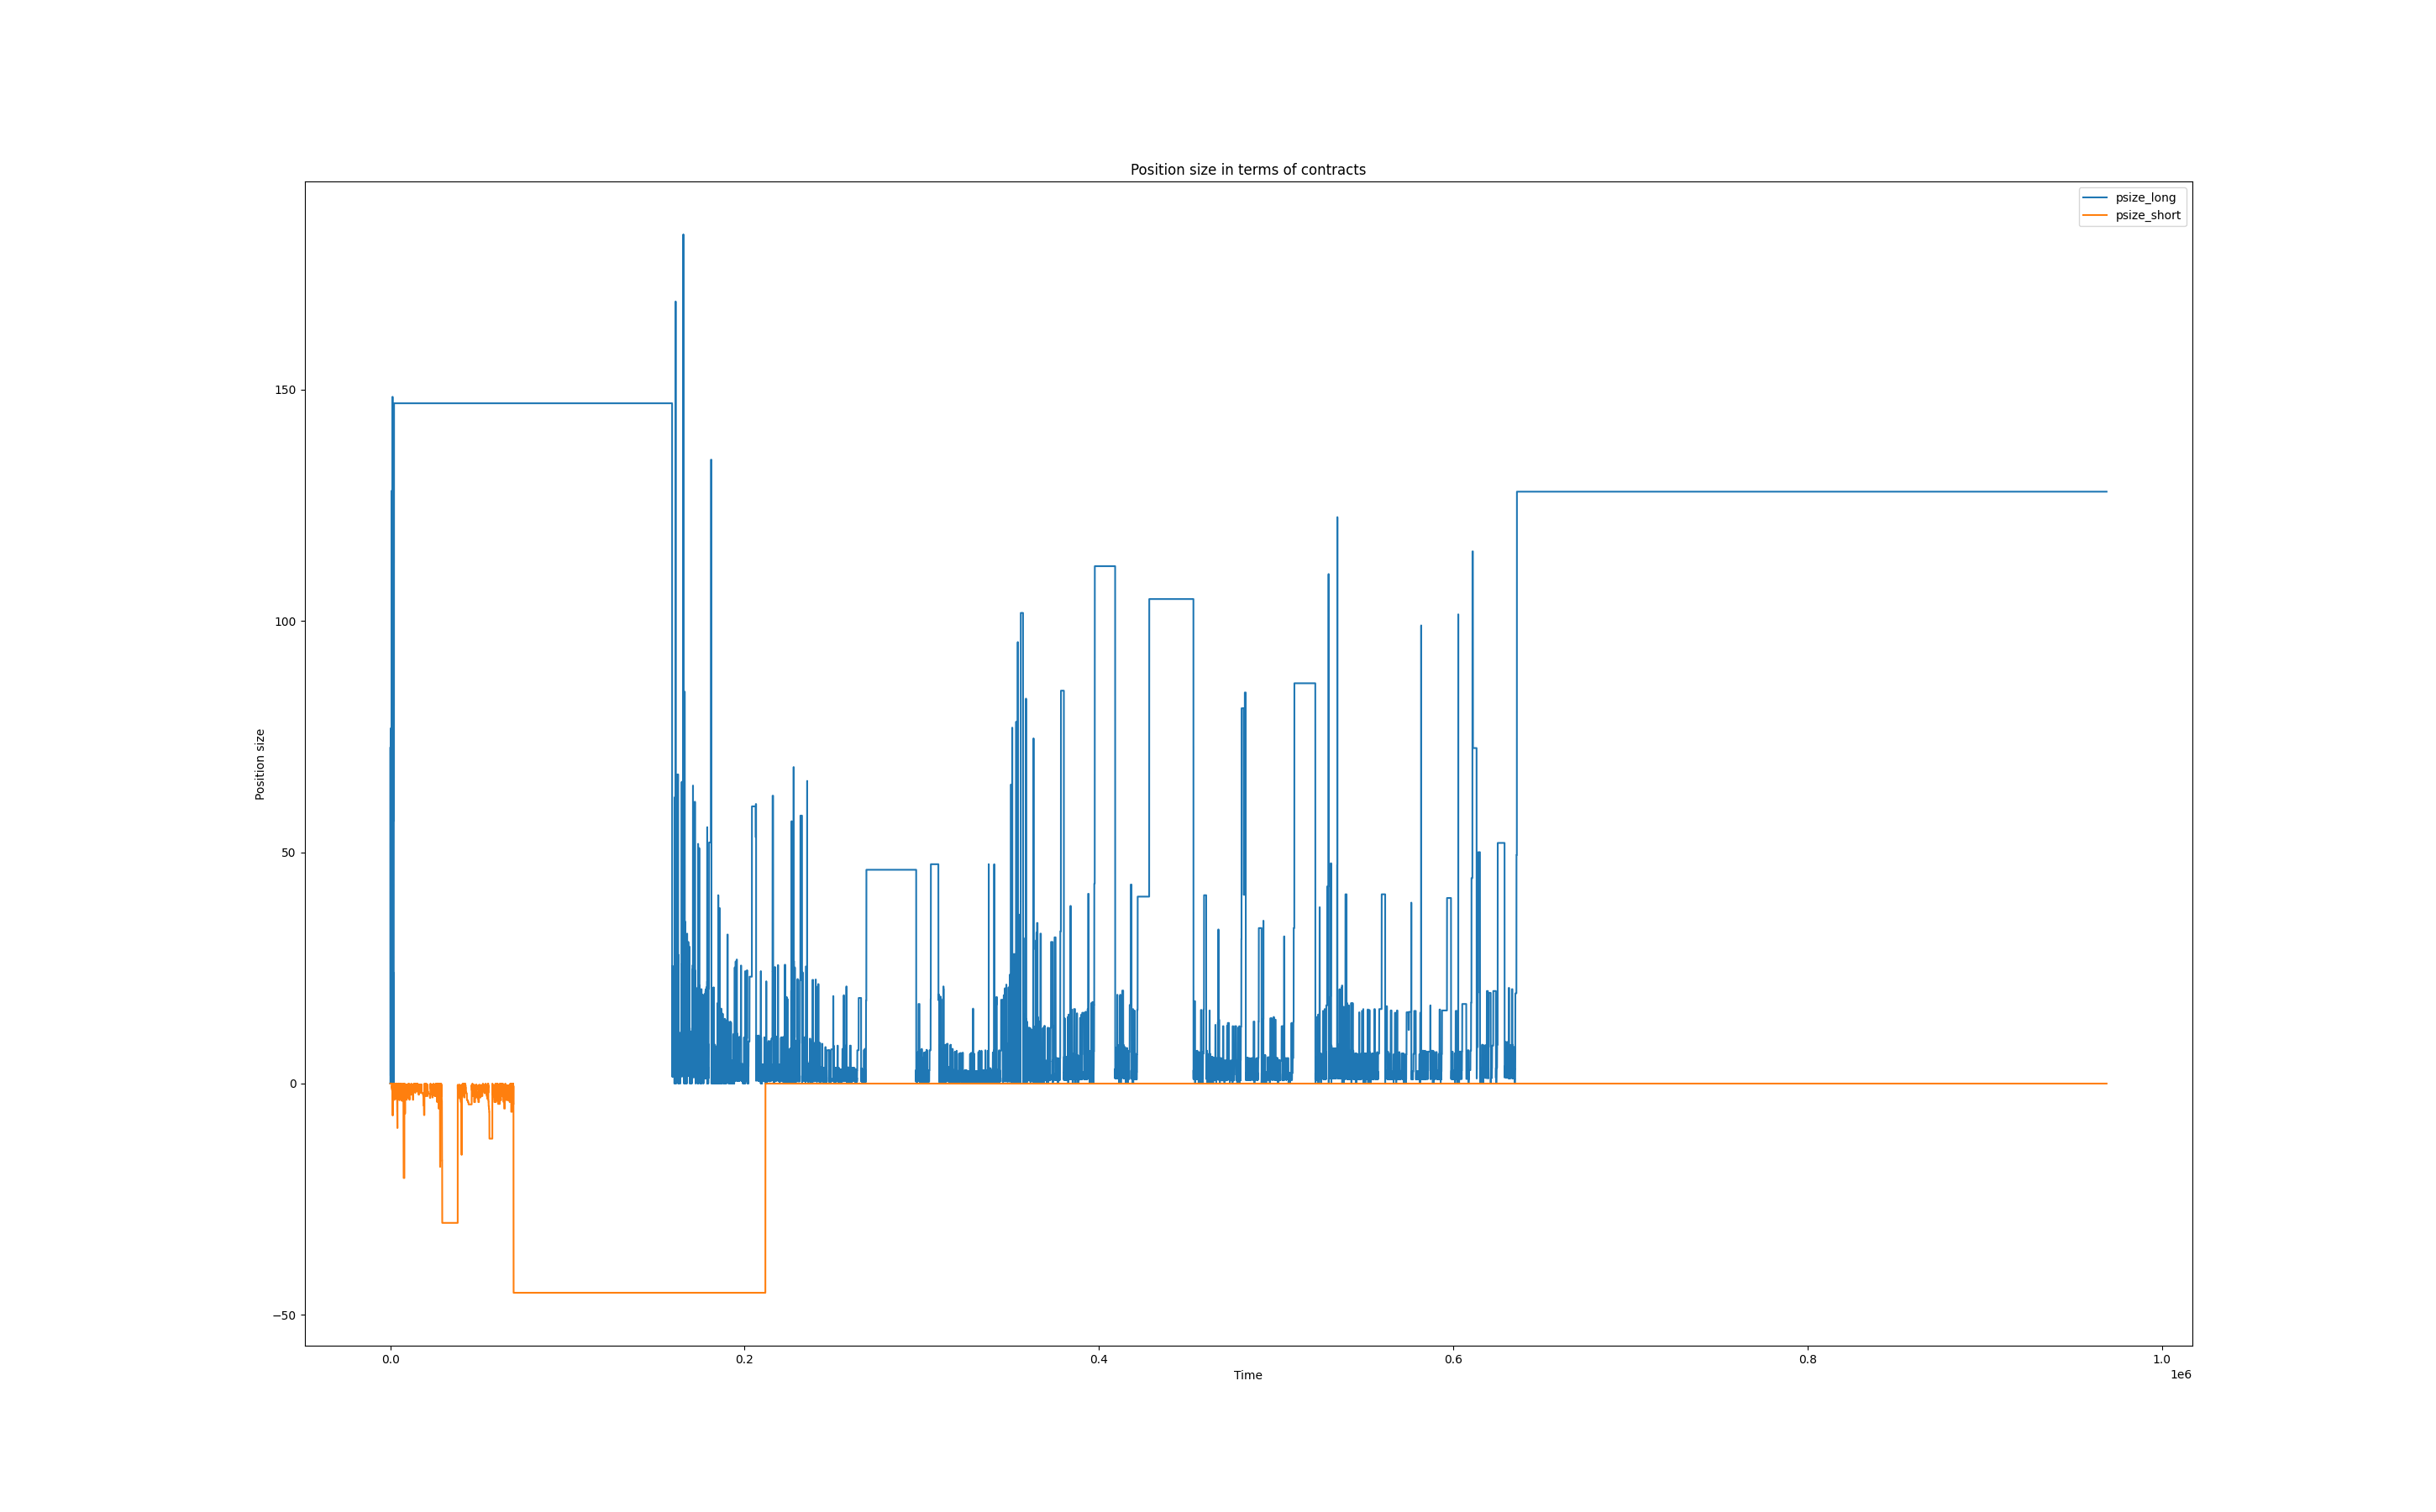 Position size in terms of contracts
psize_long
psize_short
150
100
50
0
−50
Position size
0.0
0.2
0.4
0.6
0.8
1.0
1e6
Time